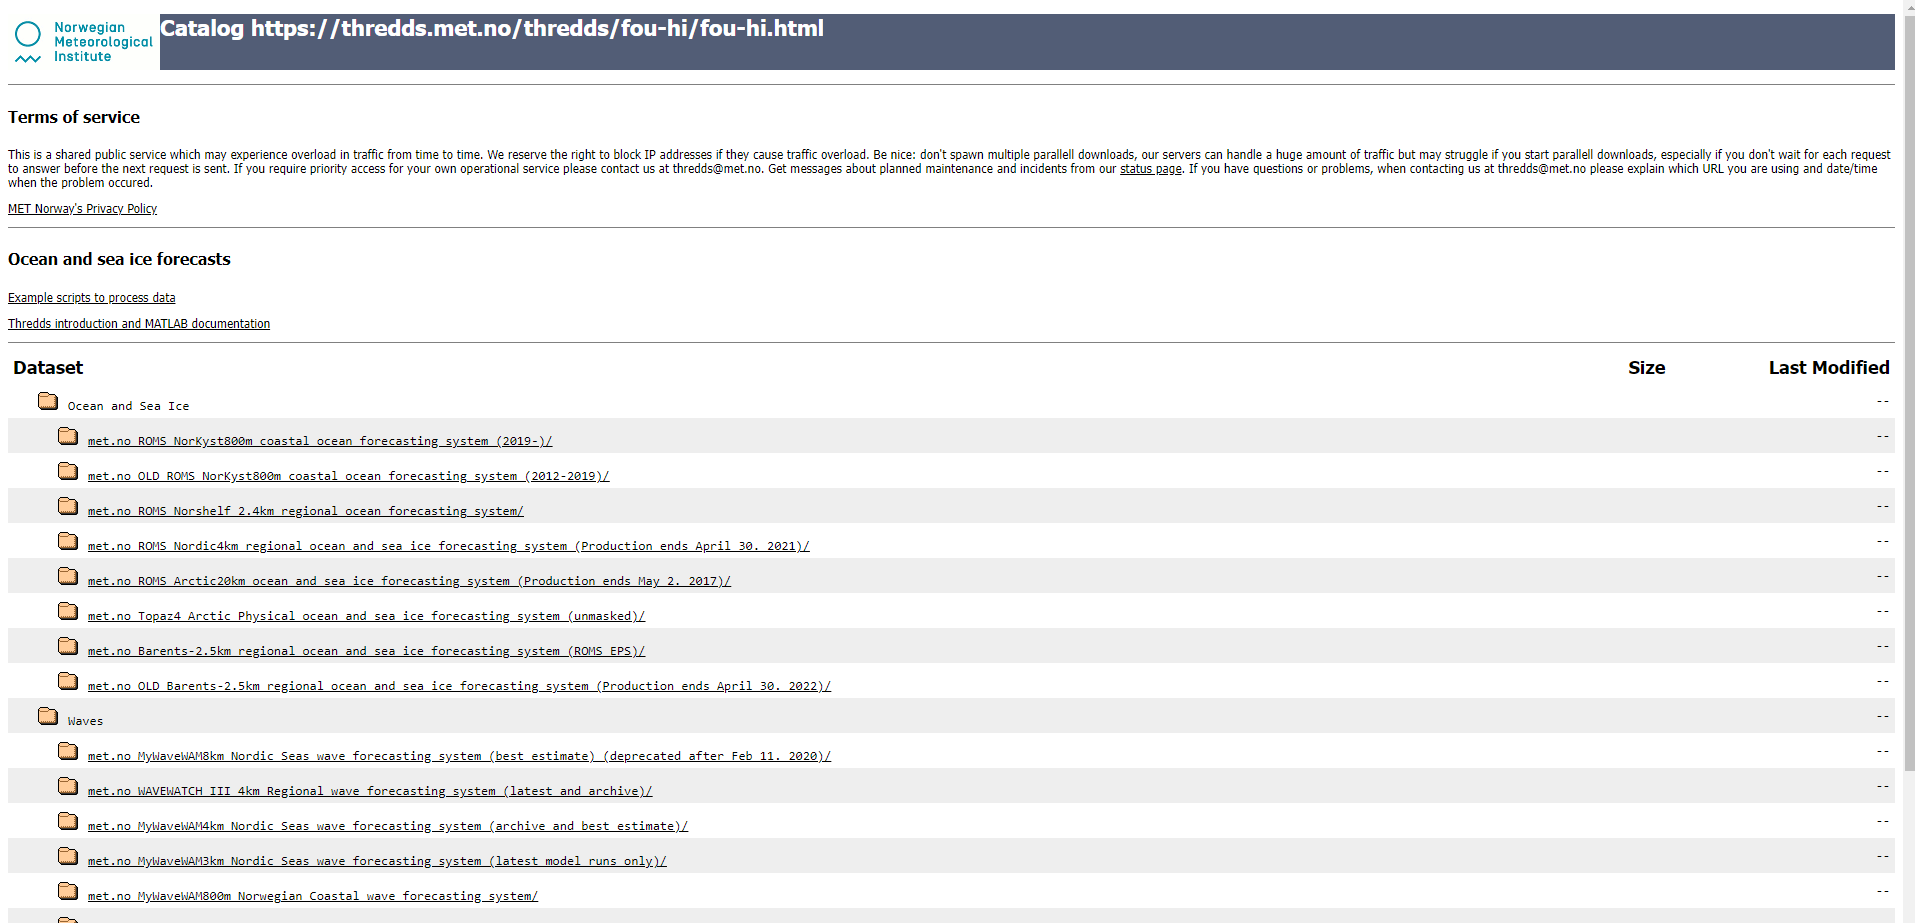 Norwegian
Meteorological
Institute
Catalog https://thredds.met.no/thredds/fou-hi/fou-hi.html
Terms of service
This is a shared public service which may experience overload in traffic from time to time. We reserve the right to block IP addresses if they cause traffic overload. Be nice: don't spawn multiple parallell downloads, our servers can handle a huge amount of traffic but may struggle if you start parallell downloads, especially if you don't wait for each request
to answer before the next request is sent. If you require priority access for your own operational service please contact us at thredds@met.no. Get messages about planned maintenance and incidents from our status page. If you have questions or problems, when contacting us at thredds@met.no please explain which URL you are using and date/time
when the problem occured.
MET Norway's Privacy Policy
Ocean and sea ice forecasts
Example scripts to process data
Thredds introduction and MATLAB documentation
Dataset Size Last Modified
Ocean and Sea Ice --
met.no ROMS NorKyst800m coastal ocean forecasting system (2019-)/ --
met.no OLD ROMS NorKyst800m coastal ocean forecasting system (2012-2019)/ --
met.no ROMS Norshelf 2.4km regional ocean forecasting system/ --
met.no ROMS Nordic4km regional ocean and sea ice forecasting system (Production ends April 30. 2021)/ --
met.no ROMS Arctic20km ocean and sea ice forecasting system (Production ends May 2. 2017)/ --
met.no Topaz4 Arctic Physical ocean and sea ice forecasting system (unmasked)/ --
met.no Barents-2.5km regional ocean and sea ice forecasting system (ROMS EPS)/ --
met.no OLD Barents-2.5km regional ocean and sea ice forecasting system (Production ends April 30. 2022)/ --
Waves --
met.no MyWaveWAM8km Nordic Seas wave forecasting system (best estimate) (deprecated after Feb 11. 2020)/ --
met.no WAVEWATCH III 4km Regional wave forecasting system (latest and archive)/ --
met.no MyWaveWAM4km Nordic Seas wave forecasting system (archive and best estimate)/ --
met.no MyWaveWAM3km Nordic Seas wave forecasting system (latest model runs only)/ --
met.no MyWaveWAM800m Norwegian Coastal wave forecasting system/ --